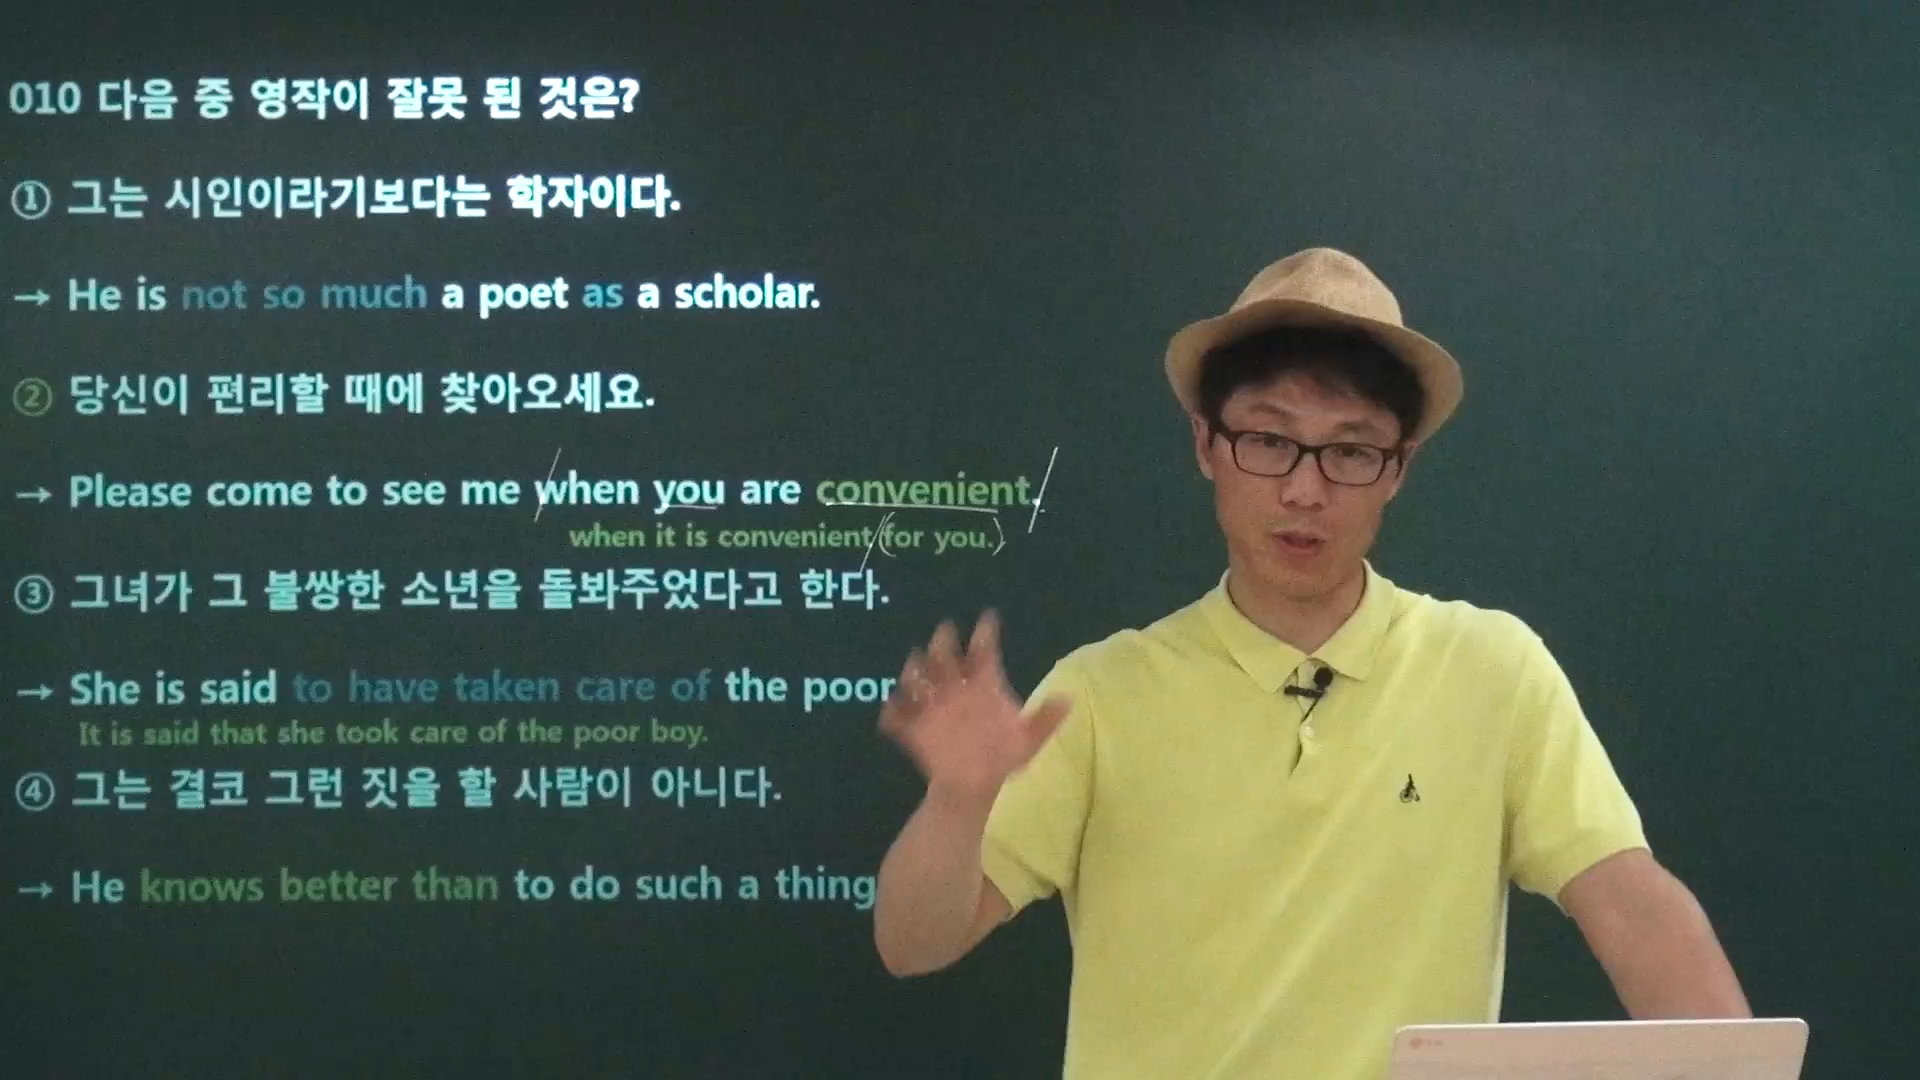 010 다음 중 영작이 잘못 된 것은?
① 그는 시인이라기보다는 학자이다.
→ He is not so much a poet as a scholar.
② 당신이 편리할 때에 찾아오세요.
→ Please come to see me when you are convenient.
when it is convenient (for you.)
③ 그녀가 그 불쌍한 소년을 돌봐주었다고 한다.
→ She is said to have taken care of the poor
It is said that she took care of the poor boy.
④ 그는 결코 그런 짓을 할 사람이 아니다.
→ He knows better than to do such a thing